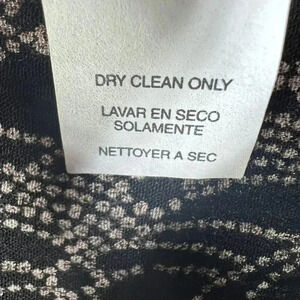 DRY CLEAN ONLY
LAVAR EN SECO
SOLAMENTE
NETTOYER A SEC